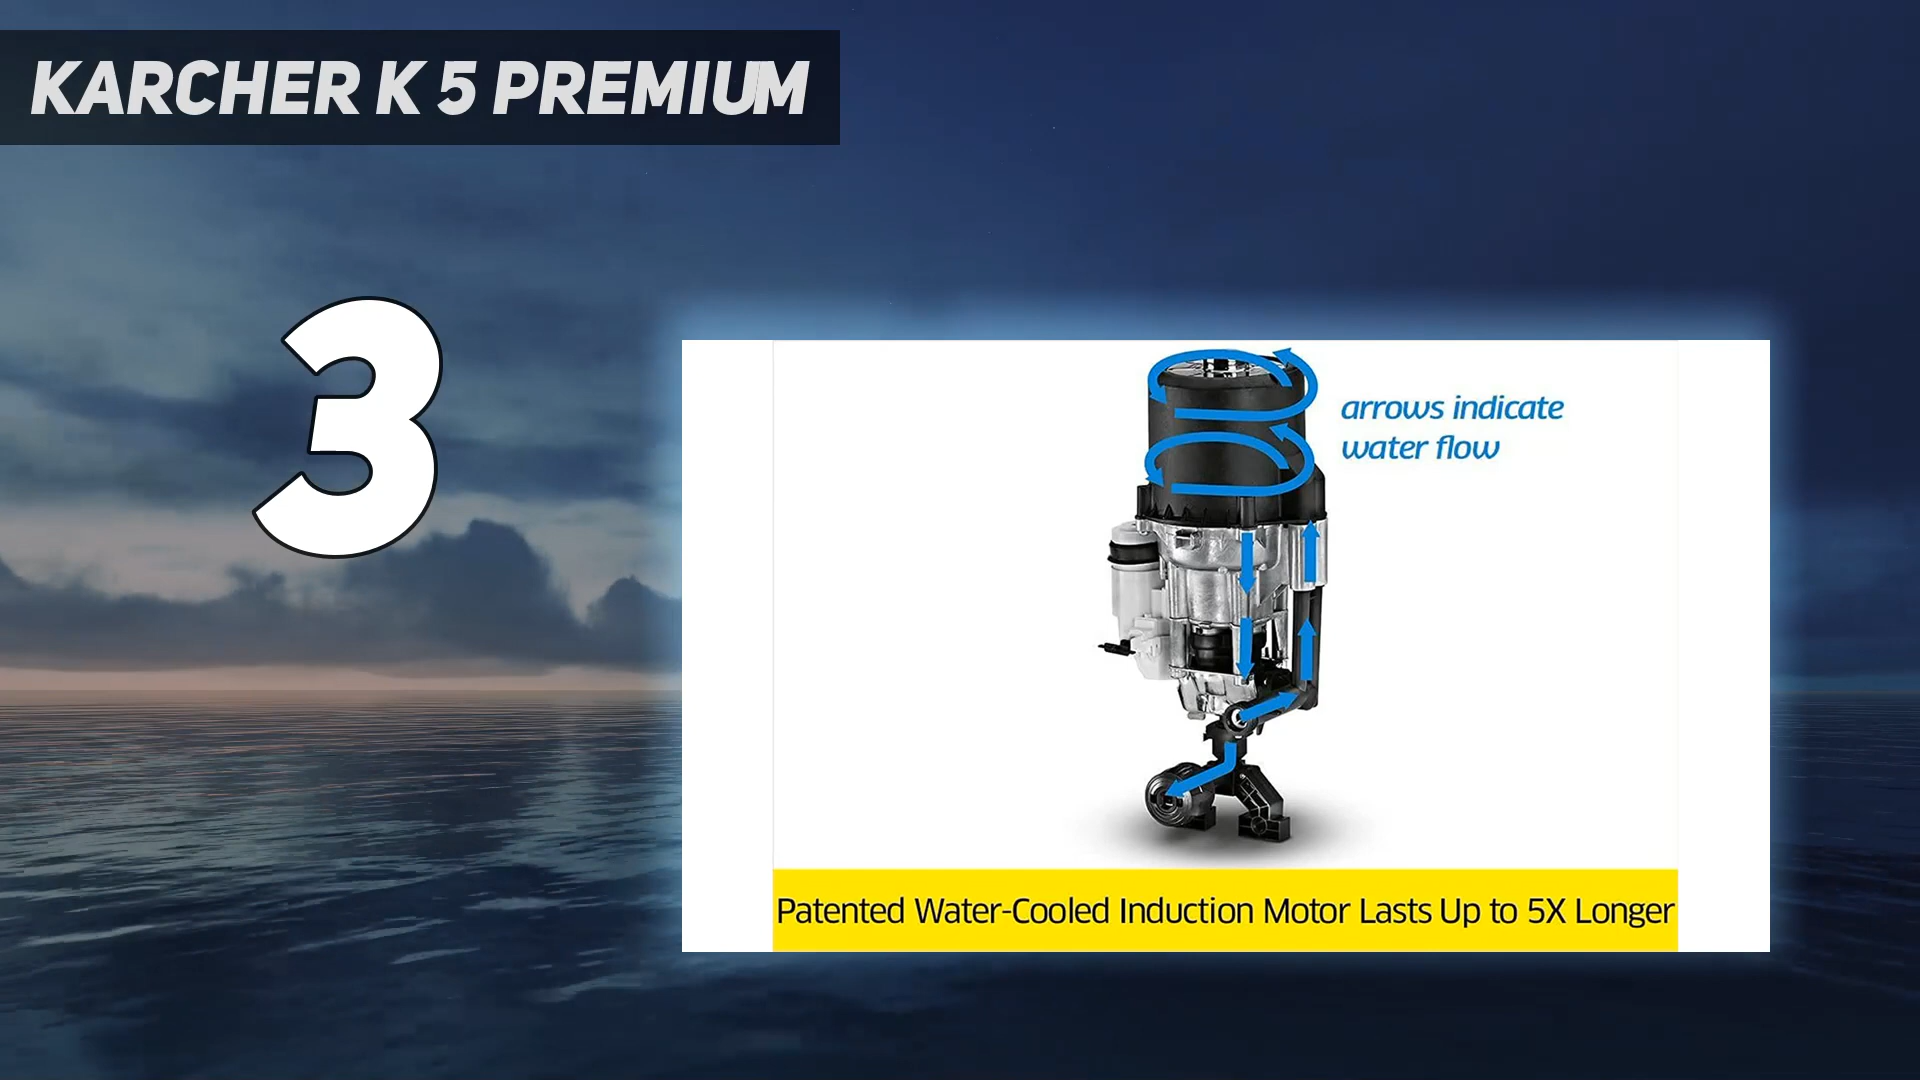 KARCHER K 5 PREMIUM
3
arrows indicate
water flow
Patented Water-Cooled Induction Motor Lasts Up to 5X Longer